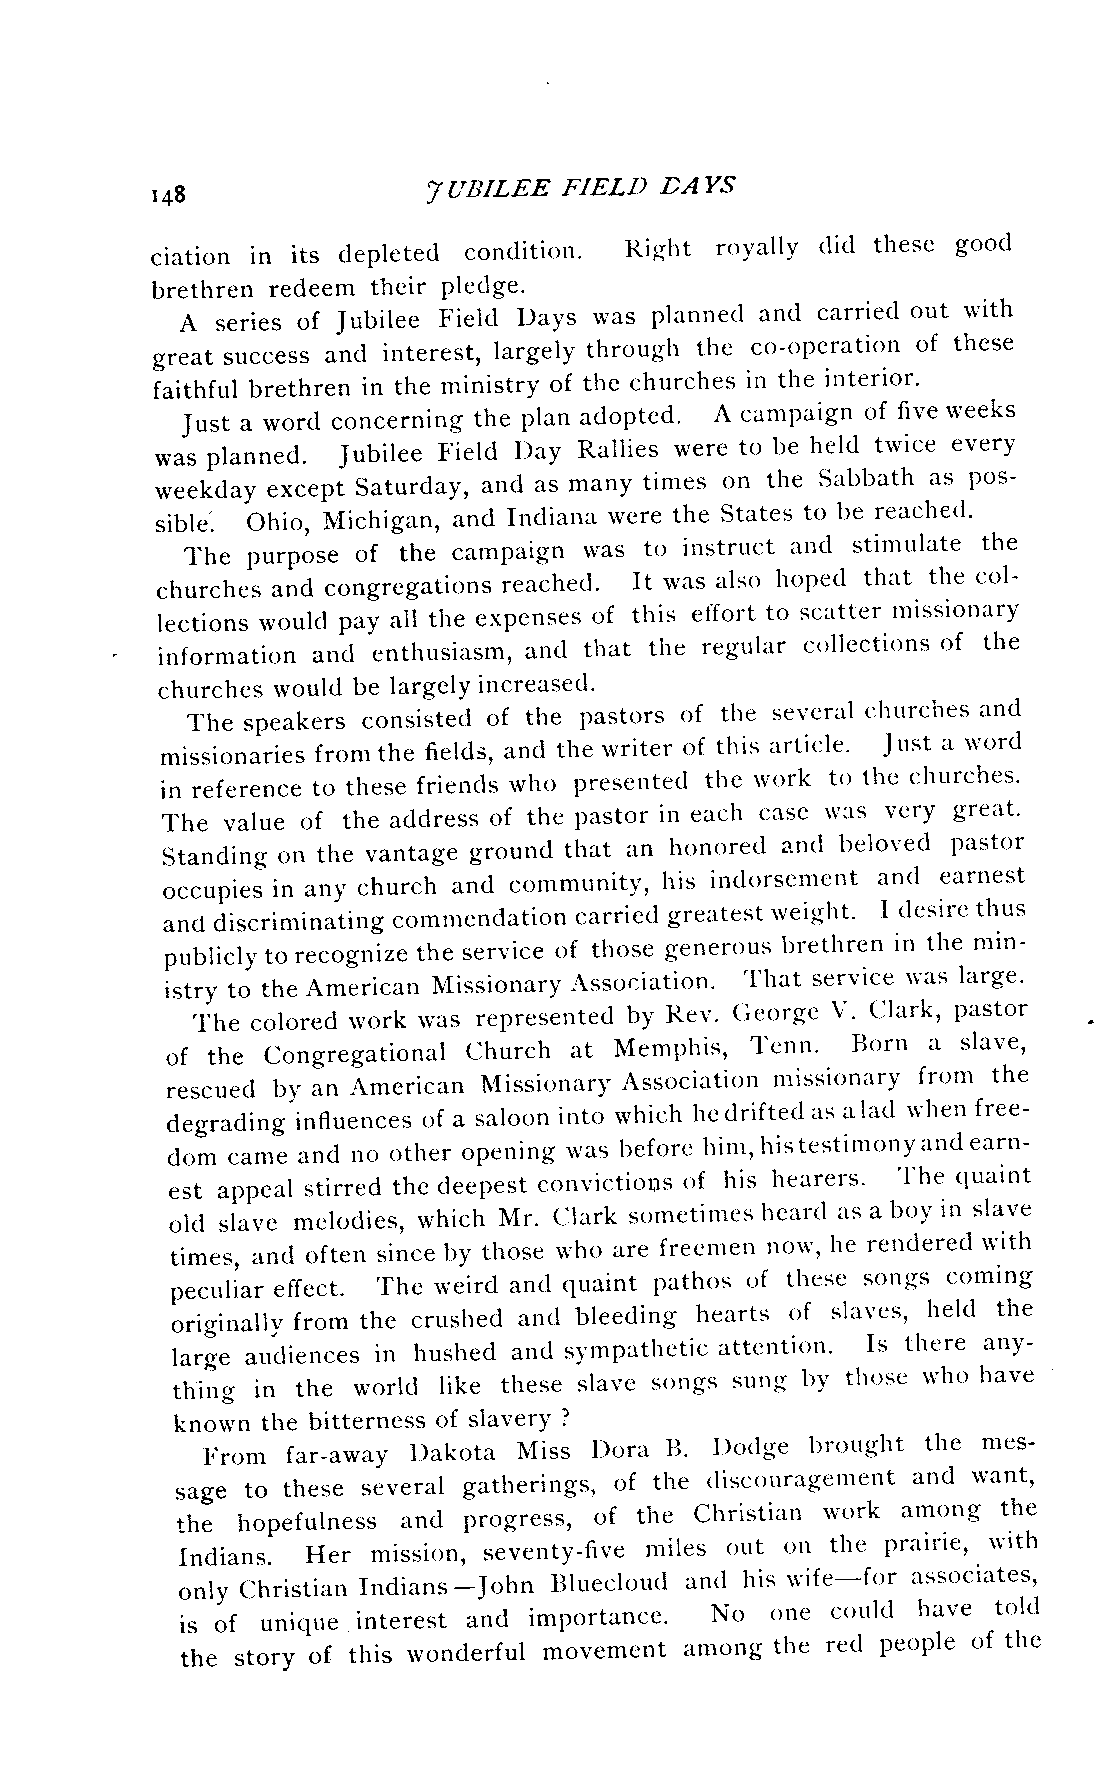 148 JUBILEE FIELD DAYS
ciation in its depleted condition. Right royally did these good
brethren redeem their pledge.
A series of Jubilee Field Days was planned and carried out with
great success and interest, largely through the co-operation of these
faithful brethren in the ministry of the churches in the interior.
Just a word concerning the plan adopted. A campaign of five weeks
was planned. Jubilee Field Day Rallies were to be held twice every
weekday except Saturday, and as many times on the Sabbath as pos-
sible. Ohio, Michigan, and Indiana were the States to be reached.
The purpose of the campaign was to instruct and stimulate the
churches and congregations reached. It was also hoped that the col-
lections would pay all the expenses of this effort to scatter missionary
information and enthusiasm, and that the regular collections of the
churches would be largely increased.
The speakers consisted of the pastors of the several churches and
missionaries from the fields, and the writer of this article. Just a word
in reference to these friends who presented the work to the churches.
The value of the address of the pastor in each case was very great.
Standing on the vantage ground that an honored and beloved pastor
occupies in any church and community, his indorsement and earnest
and discriminating commendation carried greatest weight. I desire thus
publicly to recognize the service of those generous brethren in the min-
istry to the American Missionary Association. That service was large.
The colored work was represented by Rev. George V. Clark, pastor
of the Congregational Church at Memphis, Tenn. Born a slave,
rescued by an American Missionary Association missionary from the
degrading influences of a saloon into which he drifted as a lad when free-
dom came and no other opening was before him, his testimony and earn-
est appeal stirred the deepest convictions of his hearers. The quaint
old slave melodies, which Mr. Clark sometimes heard as a boy in slave
times, and often since by those who are freemen now, he rendered with
peculiar effect. The weird and quaint pathos of these songs coming
originally from the crushed and bleeding hearts of slaves, held the
large audiences in hushed and sympathetic attention. Is there any-
thing in the world like these slave songs sung by those who have
known the bitterness of slavery ?
From far-away Dakota Miss Dora B. Dodge brought the mes-
sage to these several gatherings, of the discouragement and want,
the hopefulness and progress, of the Christian work among the
Indians. Her mission, seventy-five miles out on the prairie, with
only Christian Indians—John Bluecloud and his wife—for associates,
is of unique interest and importance. No one could have told
the story of this wonderful movement among the red people of the